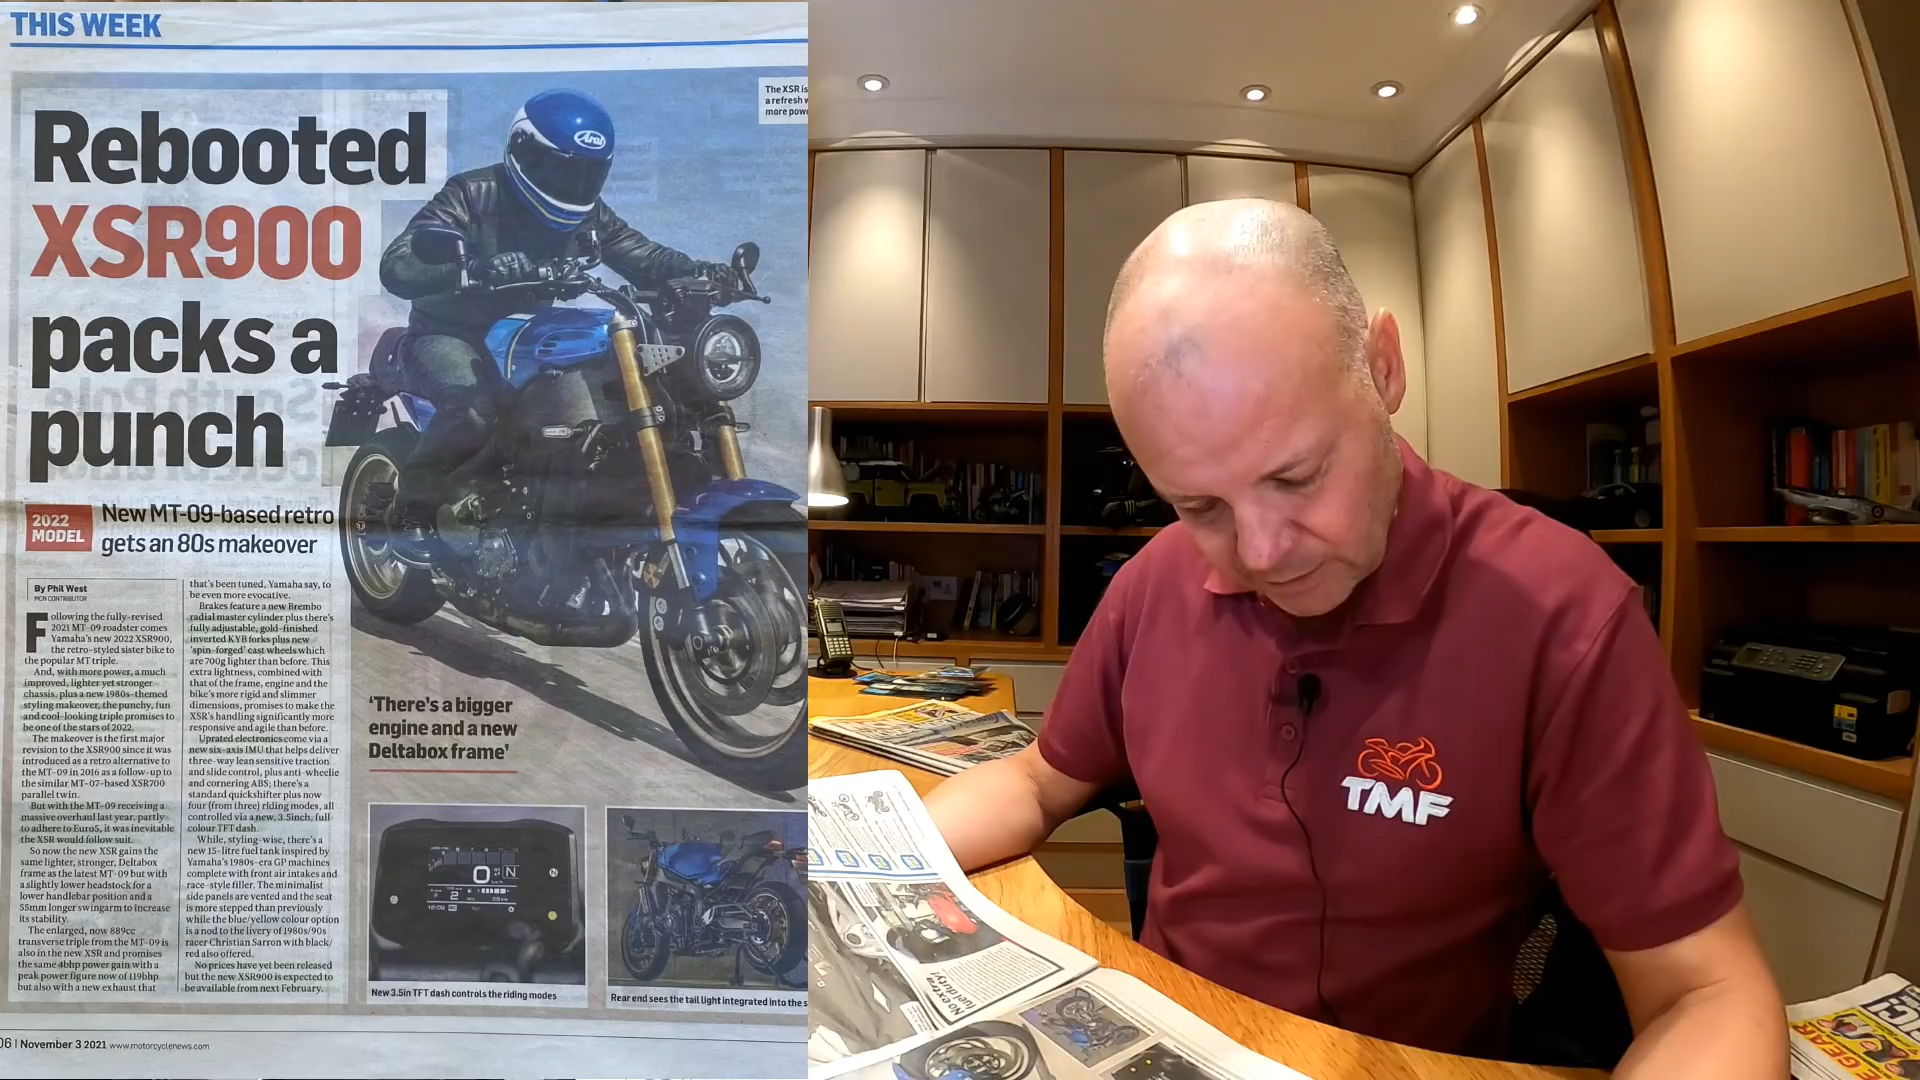 THIS WEEK
Rebooted
XSR900
packs a
punch
The XSR is
a refresh
more
Arai
2022
MODEL
New MT-09-based retro
gets an 80s makeover
By Phil West
MCN CONTRIBUTOR
Following the fully-revised
2021 MT-09 roadster comes
Yamaha's new 2022 XSR900,
the retro-styled sister bike to
the popular MT triple.
And, with more power, a much
improved, lighter yet stronger
chassis, plus a new 1980s-themed
styling makeover, the punchy, fun
and cool-looking triple promises to
be one of the stars of 2022.
The makeover is the first major
revision to the XSR900 since it was
introduced as a retro alternative to
the MT-09 in 2016 as a follow-up to
the similar MT-07-based XSR700
parallel twin.
But with the MT-09 receiving a
massive overhaul last year, partly
to adhere to Euro5, it was inevitable
the XSR would follow suit.
So now the new XSR gains the
same lighter, stronger, Deltabox
frame as the latest MT-09 but with
a slightly lower headstock for a
lower handlebar position and a
55mm longer swingarm to increase
its stability.
The enlarged, now 889cc
transverse triple from the MT-09 is
also in the new XSR and promises
the same 4bhp power gain with a
peak power figure now of 119bhp
but also with a new exhaust that
that's been tuned, Yamaha say, to
be even more evocative.
Brakes feature a new Brembo
radial master cylinder plus there's
fully adjustable, gold-finished
inverted KYB forks plus new
'spin-forged' cast wheels which
are 700g lighter than before. This
extra lightness, combined with
that of the frame, engine and the
bike's more rigid and slimmer
dimensions, promises to make the
XSR's handling significantly more
responsive and agile than before.
Uprated electronics come via a
new six-axis IMU that helps deliver
three-way lean sensitive traction
and slide control, plus anti-wheelie
and cornering ABS; there's a
standard quickshifter plus now
four (from three) riding modes, all
controlled via a new, 3.5inch, full
colour TFT dash.
While, styling-wise, there's a
new 15-litre fuel tank inspired by
Yamaha's 1980s-era GP machines
complete with front air intakes and
race-style filler. The minimalist
side panels are vented and the seat
is more stepped than previously
while the blue/yellow colour option
is a nod to the livery of 1980s/90s
racer Christian Sarron with black/
red also offered.
No prices have yet been released
but the new XSR900 is expected to
be available from next February.
'There's a bigger
engine and a new
Deltabox frame'
0
N
2
New 3.5in TFT dash controls the riding modes
Rear end sees the tail light integrated into the
06 | November 3 2021 www.motorcyclenews.com
TMF
No extra
fuel duty!
GEAR